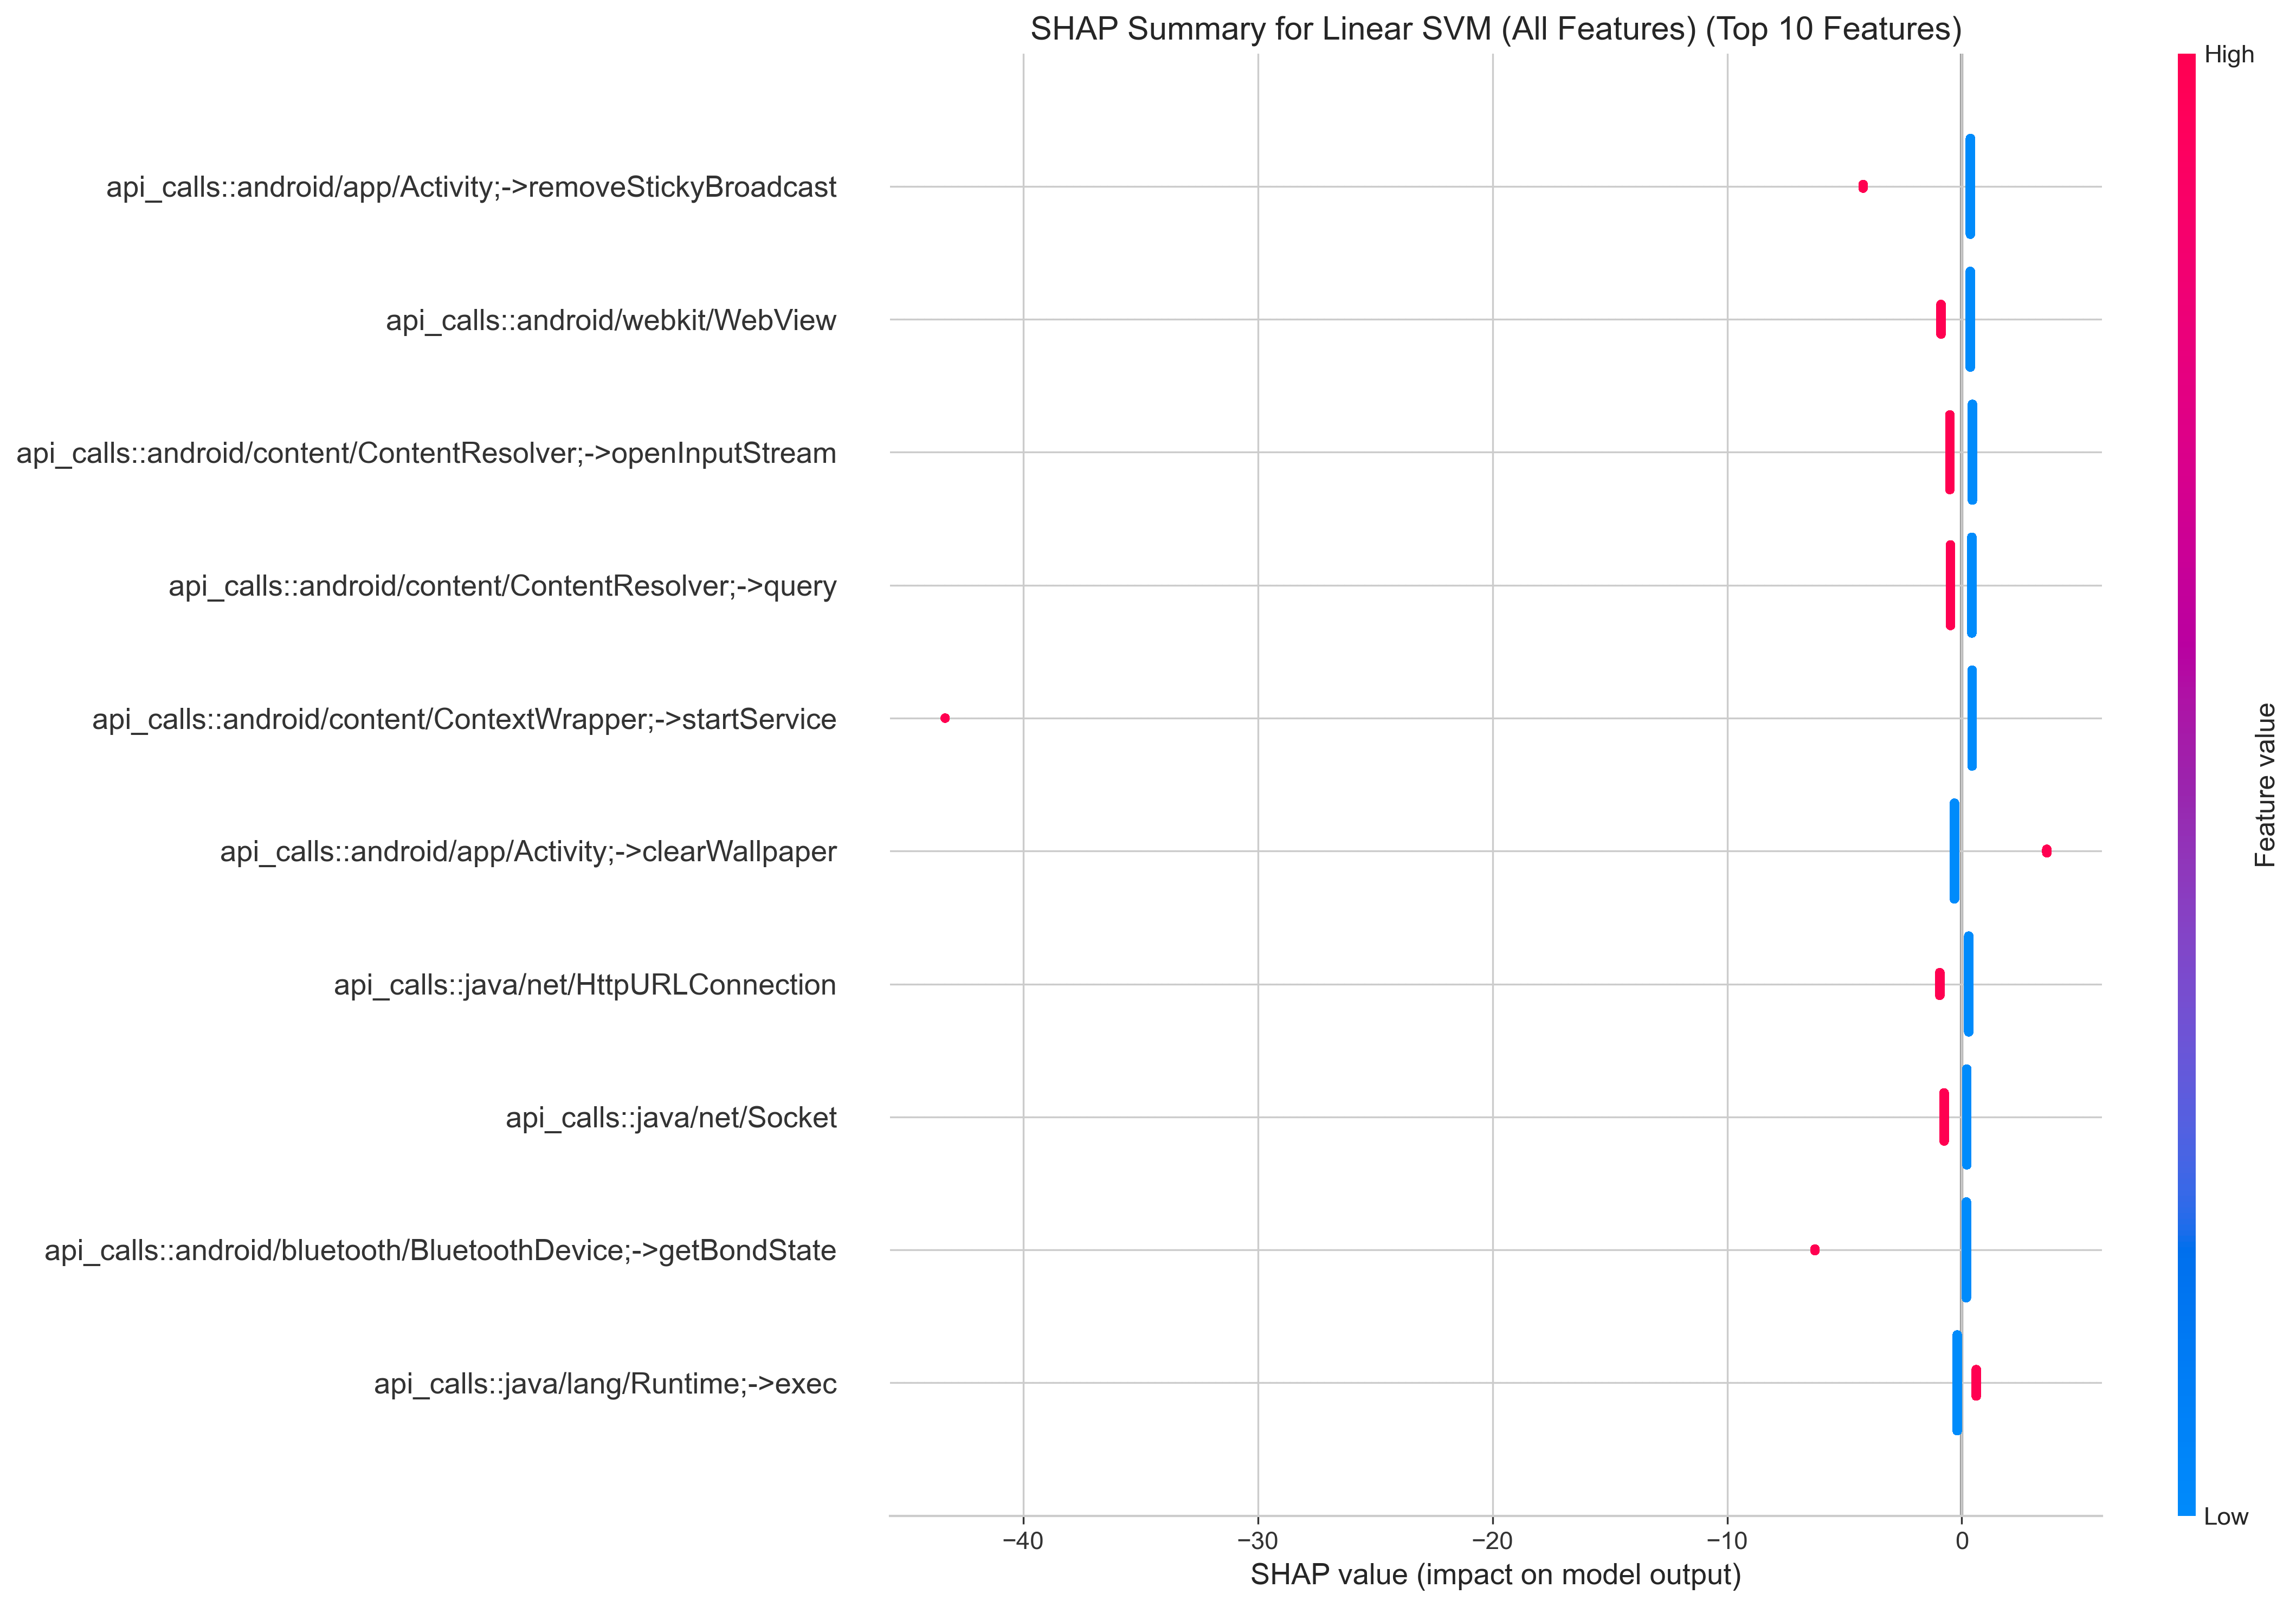 SHAP Summary for Linear SVM (All Features) (Top 10 Features)
High
api_calls::android/app/Activity;->removeStickyBroadcast
api_calls::android/webkit/WebView
api_calls::android/content/ContentResolver;->openInputStream
api_calls::android/content/ContentResolver;->query
api_calls::android/content/ContextWrapper;->startService
api_calls::android/app/Activity;->clearWallpaper
api_calls::java/net/HttpURLConnection
api_calls::java/net/Socket
api_calls::android/bluetooth/BluetoothDevice;->getBondState
api_calls::java/lang/Runtime;->exec
Feature value
Low
−40 −30 −20 −10 0
SHAP value (impact on model output)